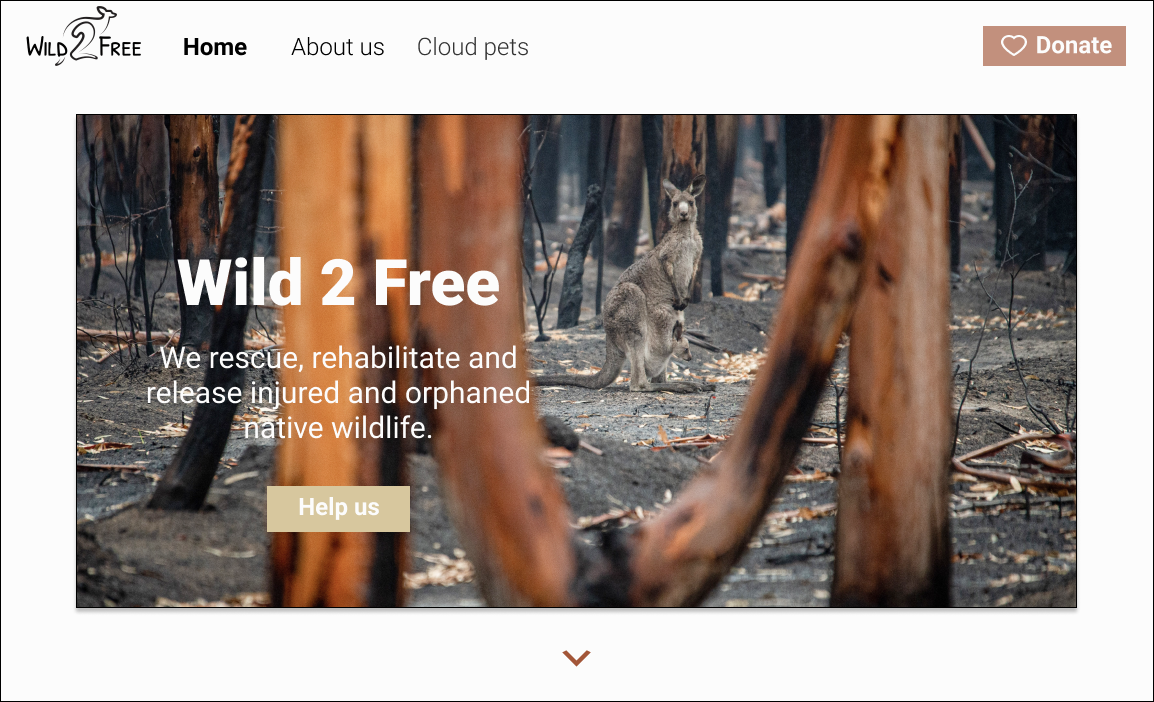 Wild 2 Free
Home
About us
Cloud pets
Donate
Wild 2 Free
We rescue, rehabilitate and
release injured and orphaned
native wildlife.
Help us